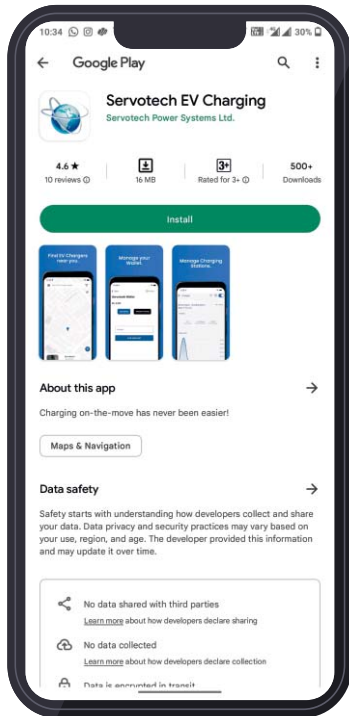 10:34 30%
Google Play
Servotech EV Charging
Servotech Power Systems Ltd.
4.6 ★ 3+ 500+
10 reviews 16 MB Rated for 3+ Downloads
Install
Find EV Chargers
near you.
Manage your
Wallet.
Manage Charging
Stations.
About this app
Charging on-the-move has never been easier!
Maps & Navigation
Data safety
Safety starts with understanding how developers collect and share
your data. Data privacy and security practices may vary based on
your use, region, and age. The developer provided this information
and may update it over time.
No data shared with third parties
Learn more about how developers declare sharing
No data collected
Learn more about how developers declare collection
Data is encrypted in transit